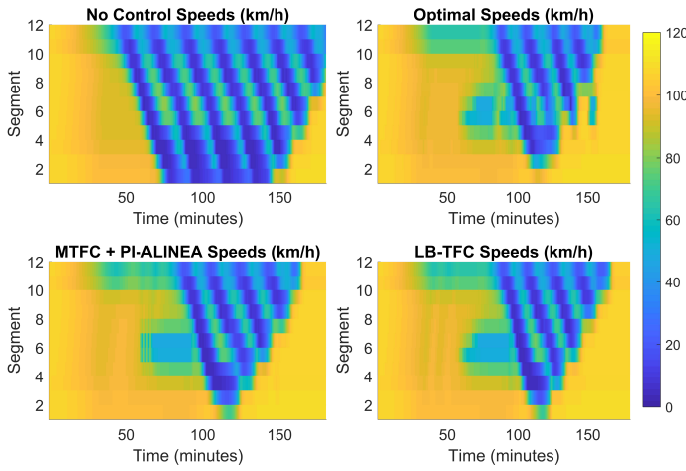 No Control Speeds (km/h)
Segment
12
10
8
6
4
2
50 100 150
Time (minutes)
Optimal Speeds (km/h)
Segment
12
10
8
6
4
2
50 100 150
Time (minutes)
120
100
80
60
40
20
0
MTFC + PI-ALINEA Speeds (km/h)
Segment
12
10
8
6
4
2
50 100 150
Time (minutes)
LB-TFC Speeds (km/h)
Segment
12
10
8
6
4
2
50 100 150
Time (minutes)